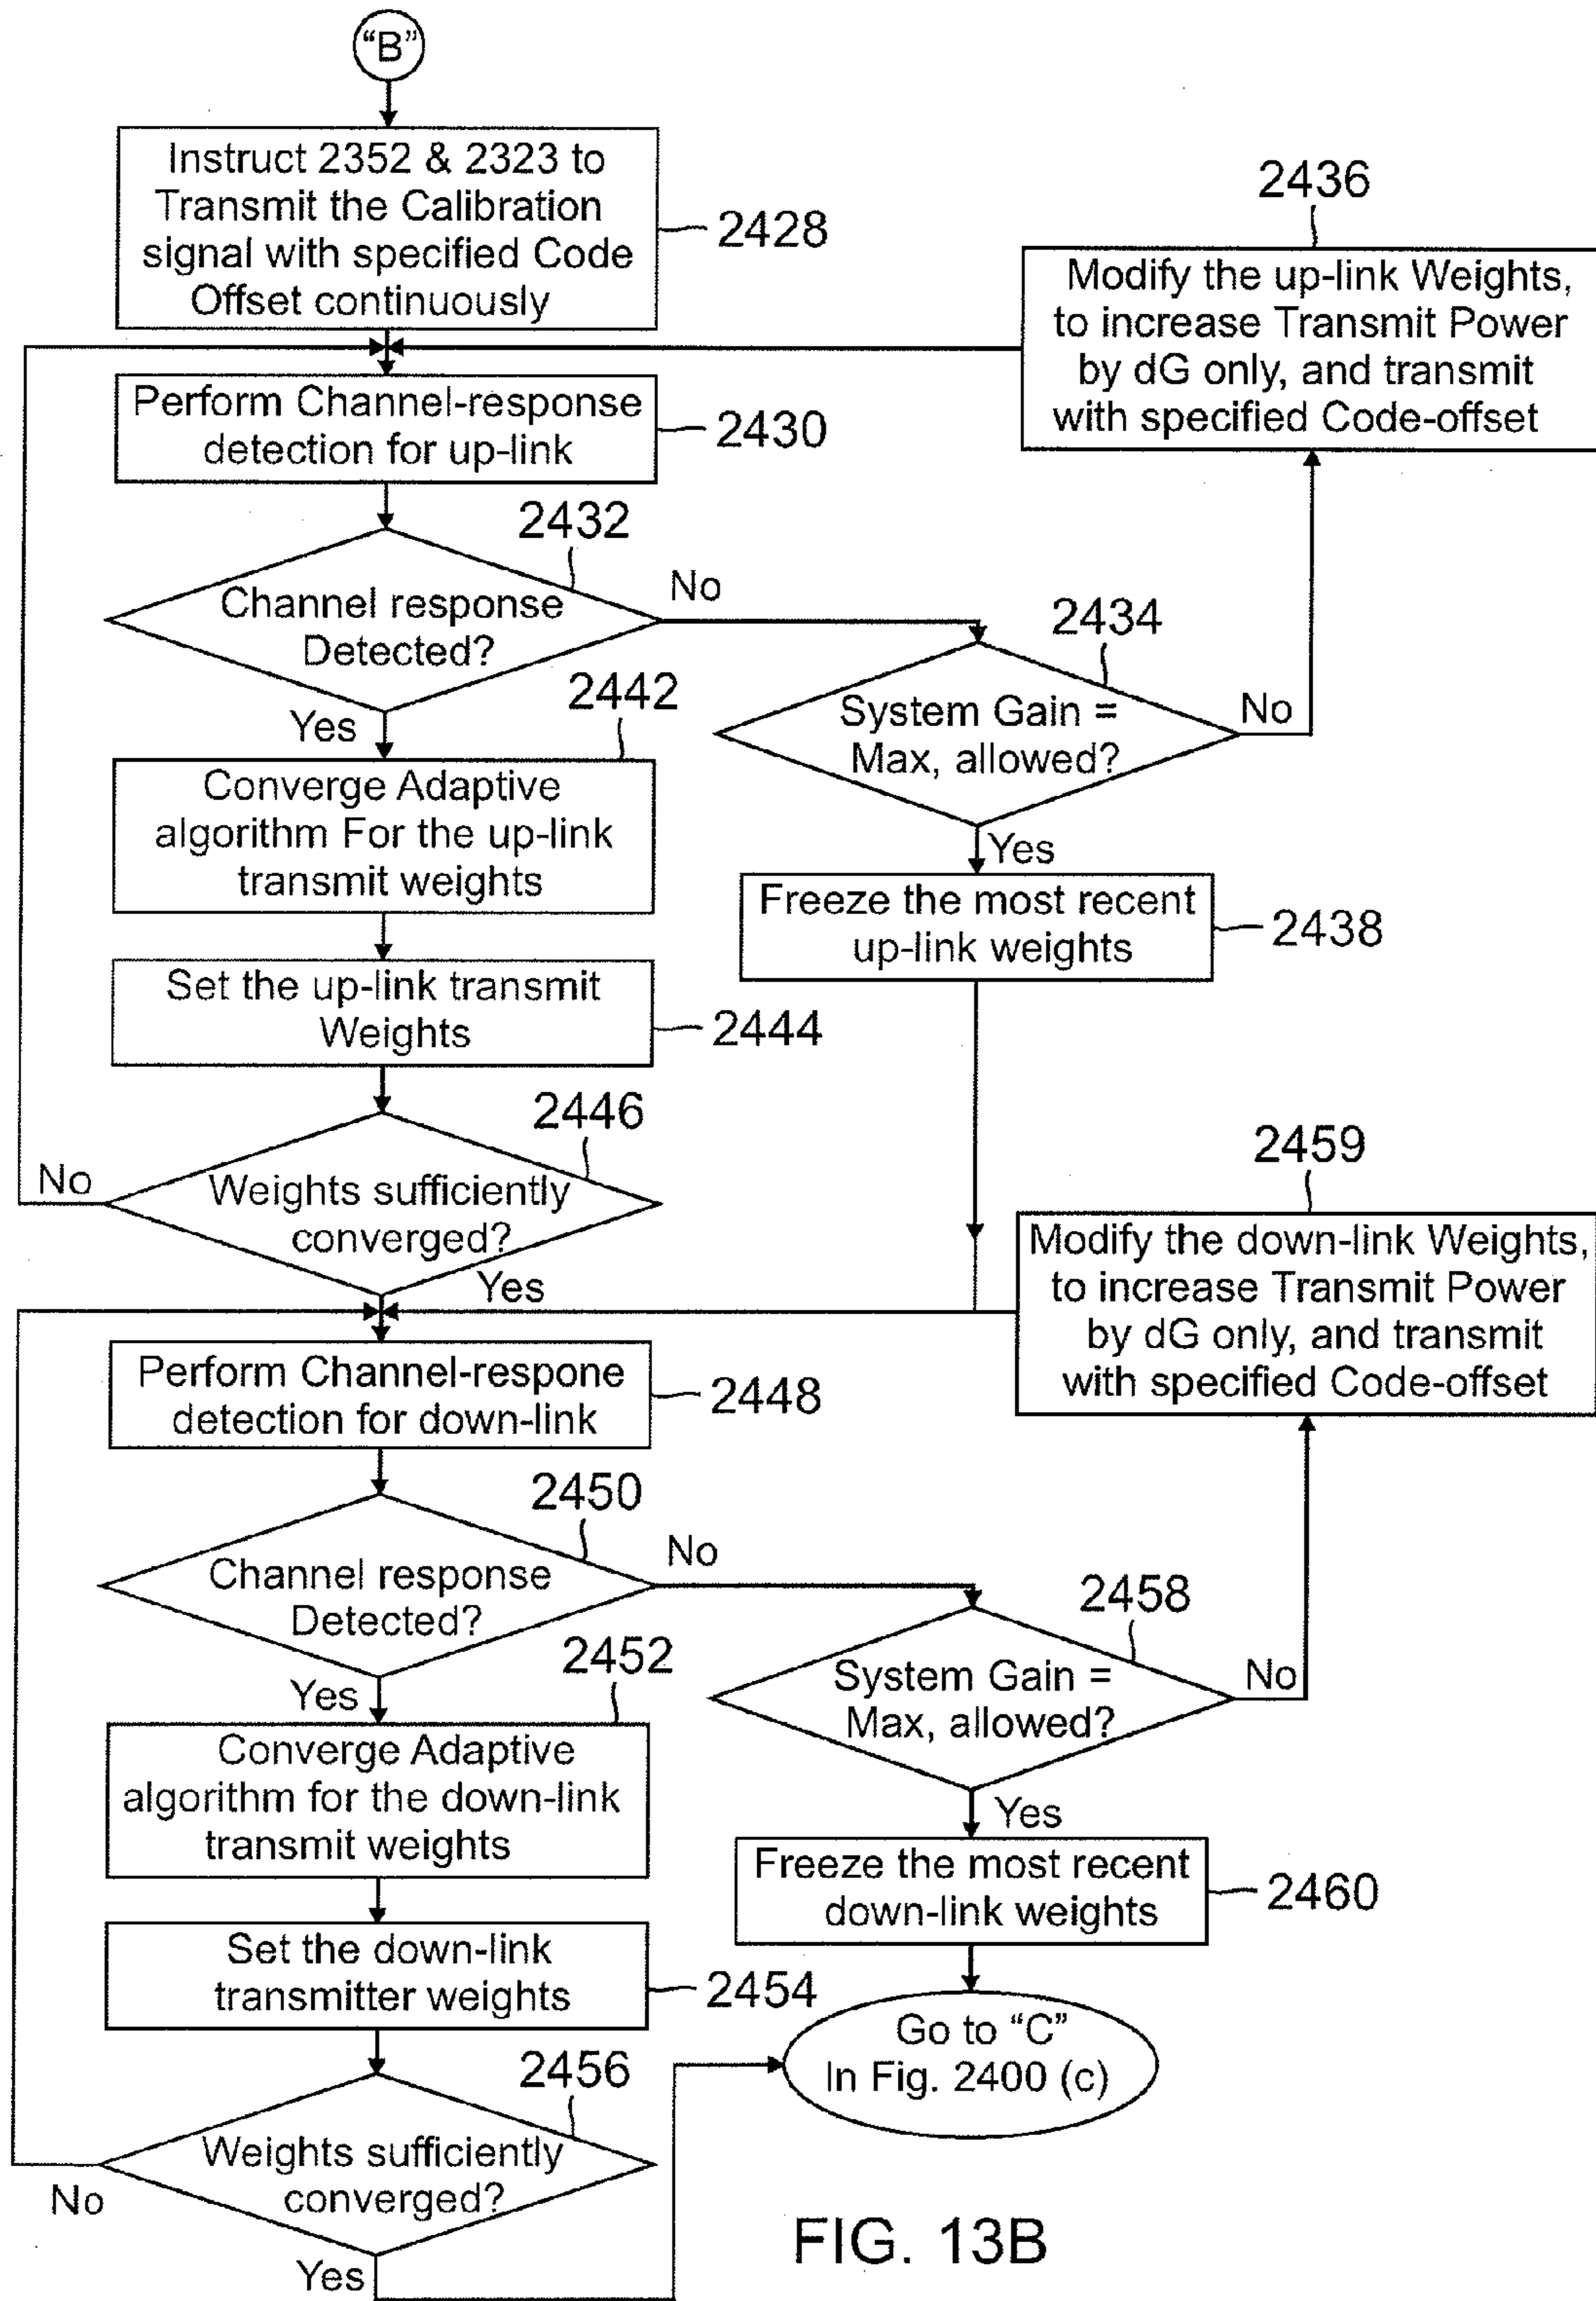 “B”
Instruct 2352 & 2323 to
Transmit the Calibration
signal with specified Code
Offset continuously
2428
2436
Modify the up-link Weights,
to increase Transmit Power
by dG only, and transmit
with specified Code-offset
Perform Channel-response
detection for up-link
2430
2432
Channel response
Detected?
No
Yes
2434
System Gain =
Max, allowed?
No
Yes
2442
Converge Adaptive
algorithm For the up-link
transmit weights
Freeze the most recent
up-link weights
2438
Set the up-link transmit
Weights
2444
2446
Weights sufficiently
converged?
No
Yes
2459
Modify the down-link Weights,
to increase Transmit Power
by dG only, and transmit
with specified Code-offset
Perform Channel-respone
detection for down-link
2448
2450
Channel response
Detected?
No
Yes
2458
System Gain =
Max, allowed?
No
Yes
2452
Converge Adaptive
algorithm for the down-link
transmit weights
Freeze the most recent
down-link weights
2460
Set the down-link
transmitter weights
2454
Go to “C”
In Fig. 2400 (c)
2456
Weights sufficiently
converged?
No
Yes
FIG. 13B